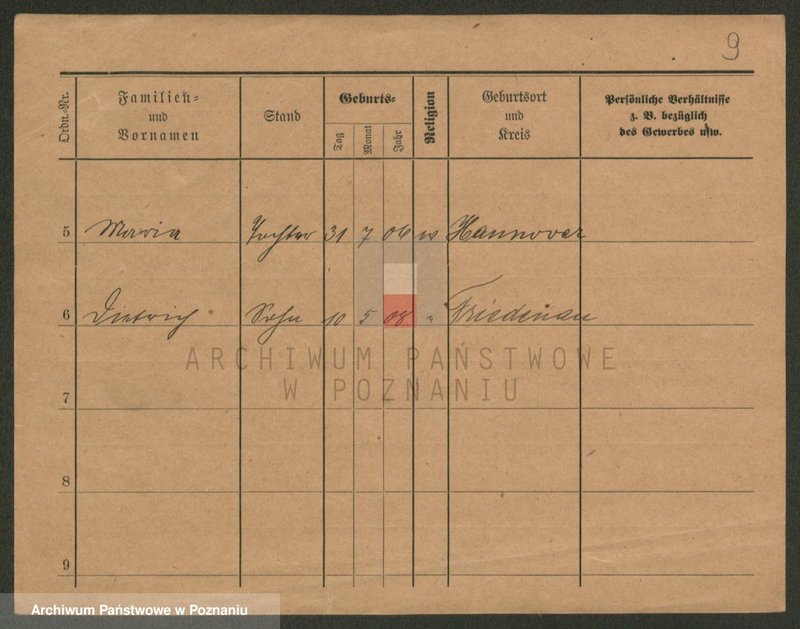 9
Ordn.-Nr.
Familien- und Vornamen
Stand
Geburts-
Tag
Monat
Jahr
Religion
Geburtsort und Kreis
Persönliche Verhältnisse z. B. bezüglich des Gewerbes usw.
5 Maria Tochter 31 7 06 Hannover
6 Dietrich Sohn 10 5 08 " Friedenau
ARCHIWUM PAŃSTWOWE
W POZNANIU
7
8
9
Archiwum Państwowe w Poznaniu